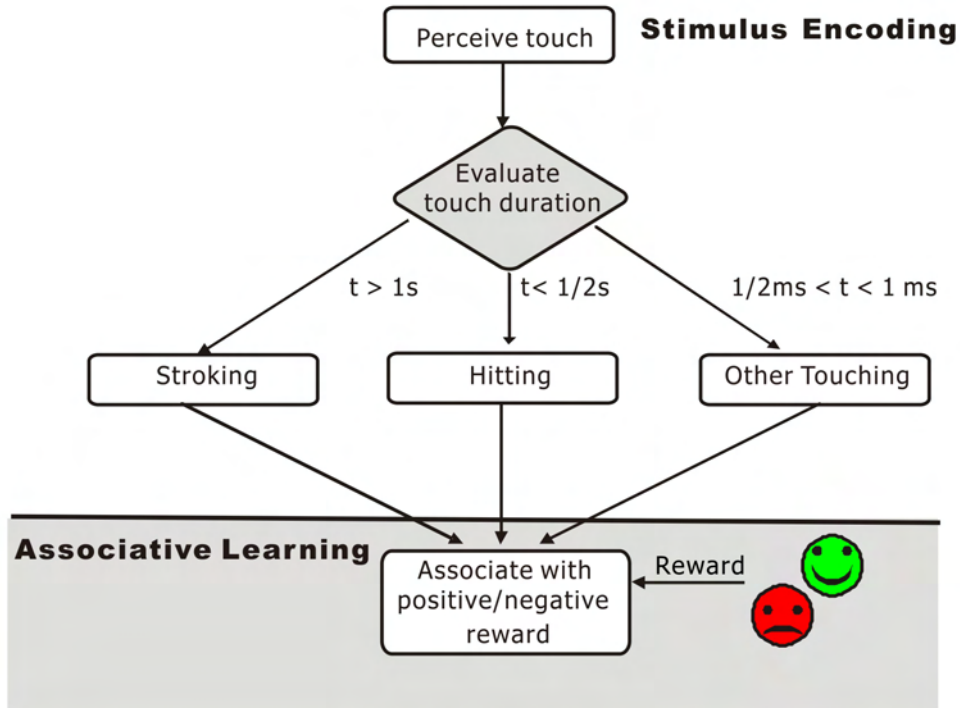 Perceive touch
Stimulus Encoding
Evaluate
touch duration
t > 1s
t< 1/2s
1/2ms < t < 1 ms
Stroking
Hitting
Other Touching
Associative Learning
Associate with
positive/negative
reward
Reward